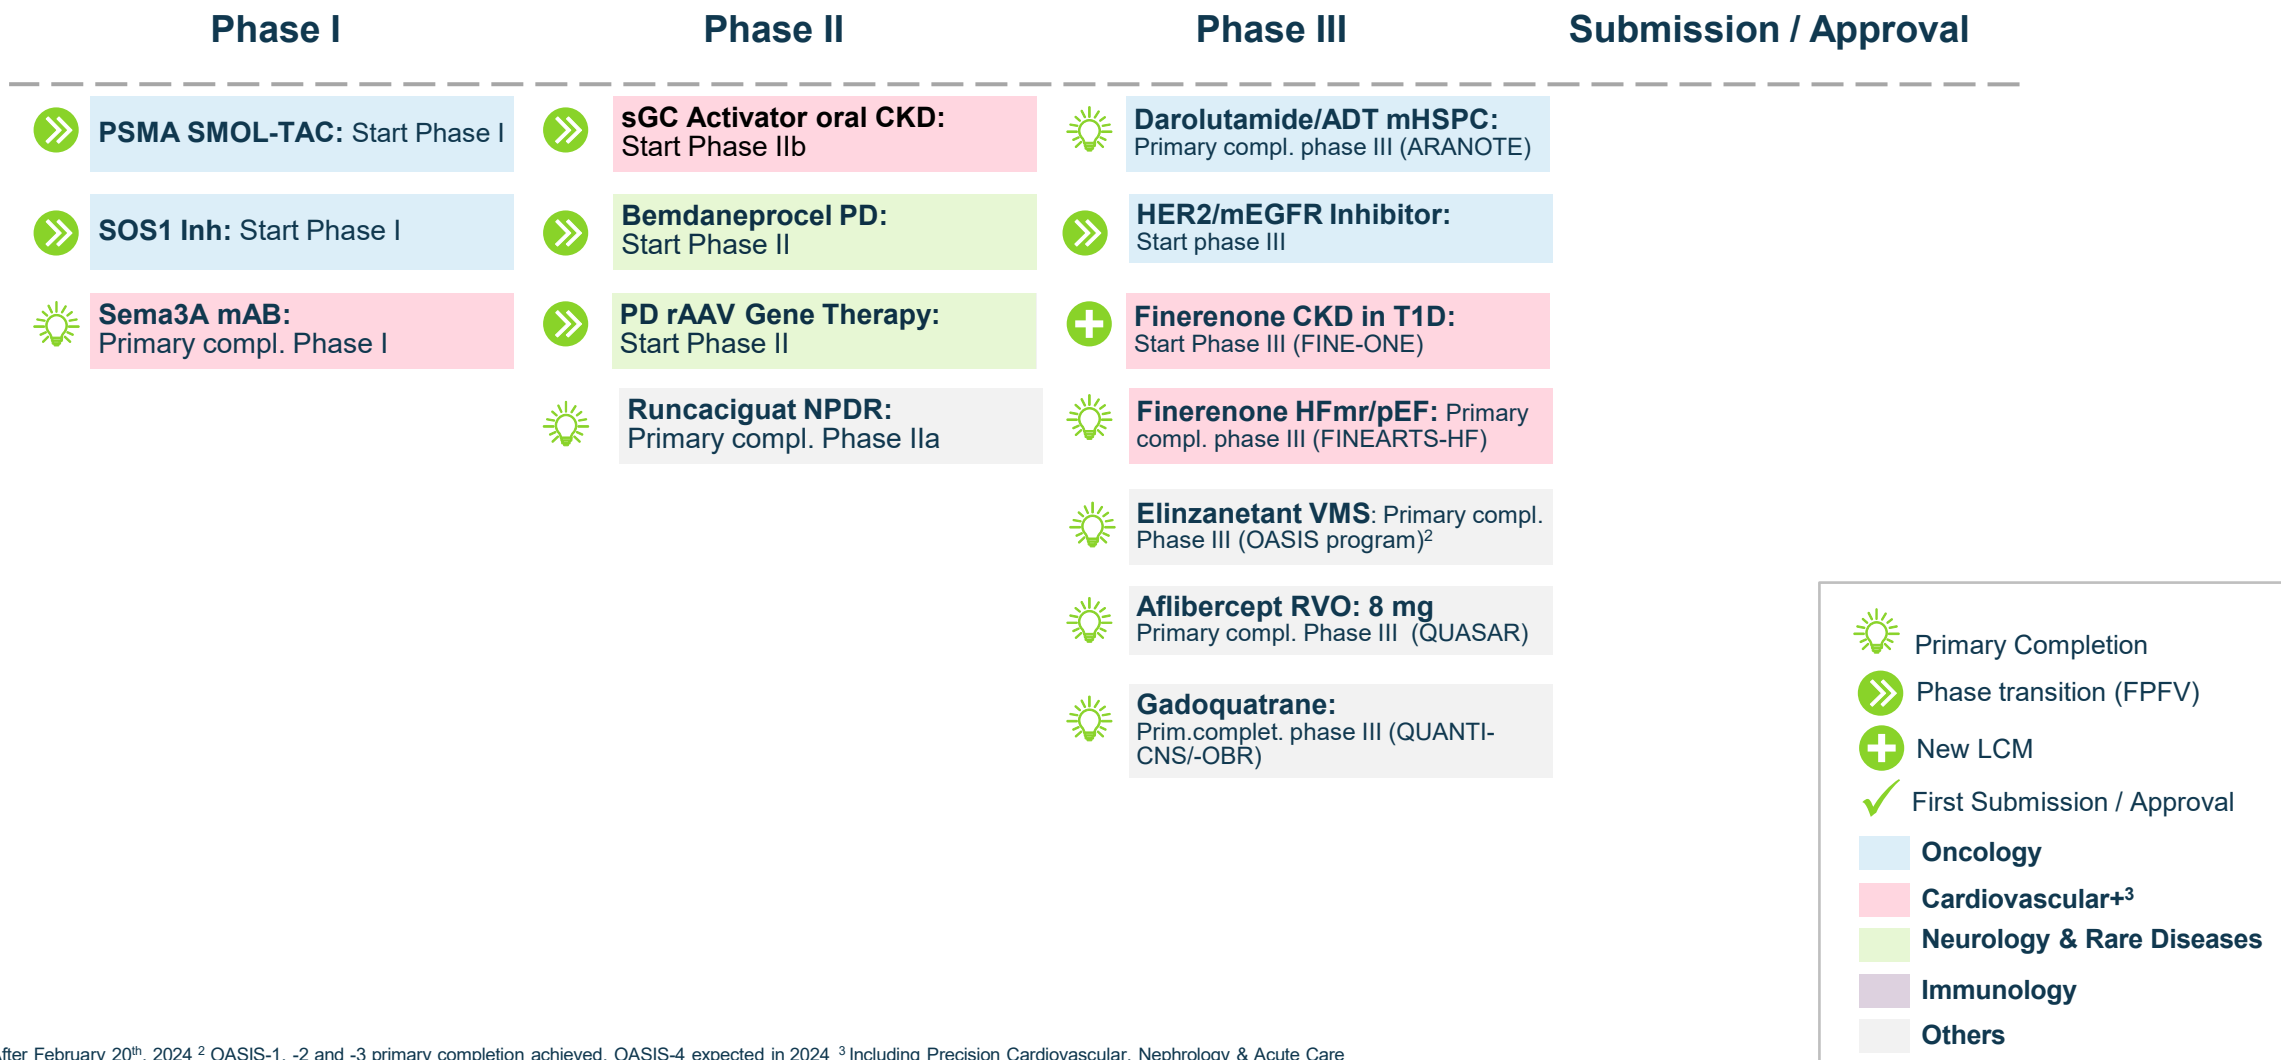 Phase I
Phase II
Phase III
Submission / Approval
PSMA SMOL-TAC: Start Phase I
SOS1 Inh: Start Phase I
Sema3A mAB:
Primary compl. Phase I
sGC Activator oral CKD:
Start Phase IIb
Bemdaneprocel PD:
Start Phase II
PD rAAV Gene Therapy:
Start Phase II
Runcaciguat NPDR:
Primary compl. Phase IIa
Darolutamide/ADT mHSPC:
Primary compl. phase III (ARANOTE)
HER2/mEGFR Inhibitor:
Start phase III
Finerenone CKD in T1D:
Start Phase III (FINE-ONE)
Finerenone HFmr/pEF: Primary
compl. phase III (FINEARTS-HF)
Elinzanetant VMS: Primary compl.
Phase III (OASIS program)²
Aflibercept RVO: 8 mg
Primary compl. Phase III (QUASAR)
Gadoquatrane:
Prim.complet. phase III (QUANTI-
CNS/-OBR)
Primary Completion
Phase transition (FPFV)
New LCM
First Submission / Approval
Oncology
Cardiovascular+³
Neurology & Rare Diseases
Immunology
Others
After February 20th, 2024 ² OASIS-1, -2 and -3 primary completion achieved, OASIS-4 expected in 2024 ³ Including Precision Cardiovascular, Nephrology & Acute Care